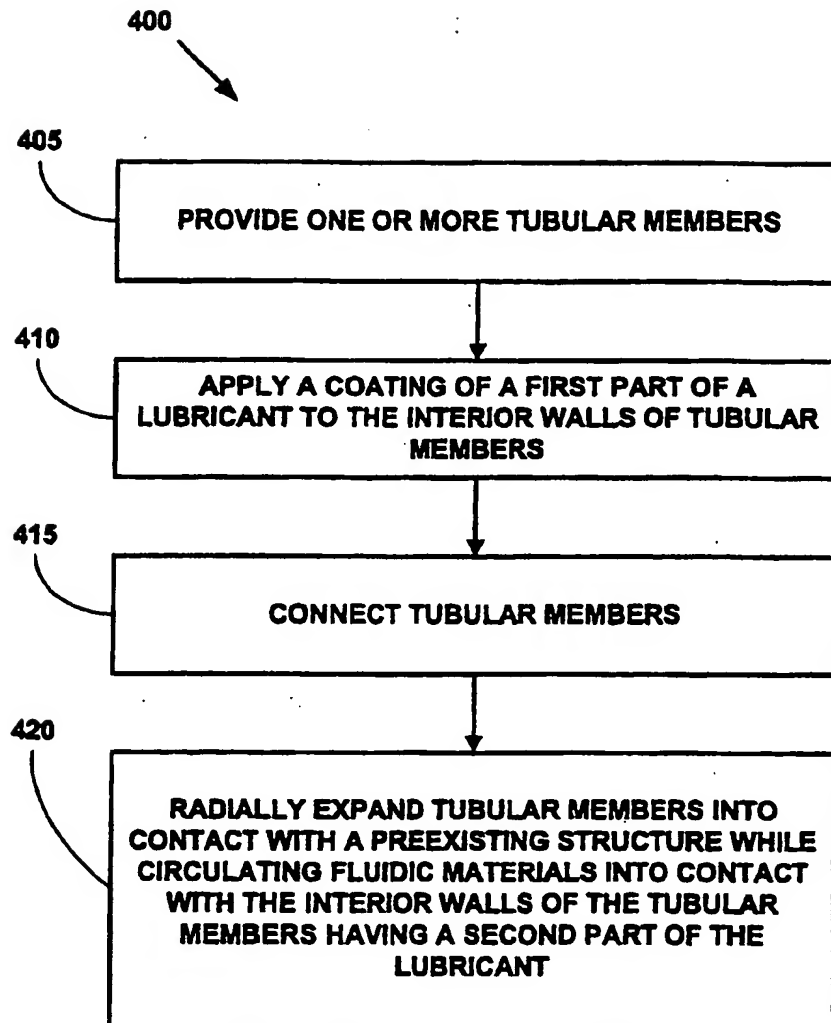 400
405
PROVIDE ONE OR MORE TUBULAR MEMBERS
410
APPLY A COATING OF A FIRST PART OF A
LUBRICANT TO THE INTERIOR WALLS OF TUBULAR
MEMBERS
415
CONNECT TUBULAR MEMBERS
420
RADIALLY EXPAND TUBULAR MEMBERS INTO
CONTACT WITH A PREEXISTING STRUCTURE WHILE
CIRCULATING FLUIDIC MATERIALS INTO CONTACT
WITH THE INTERIOR WALLS OF THE TUBULAR
MEMBERS HAVING A SECOND PART OF THE
LUBRICANT